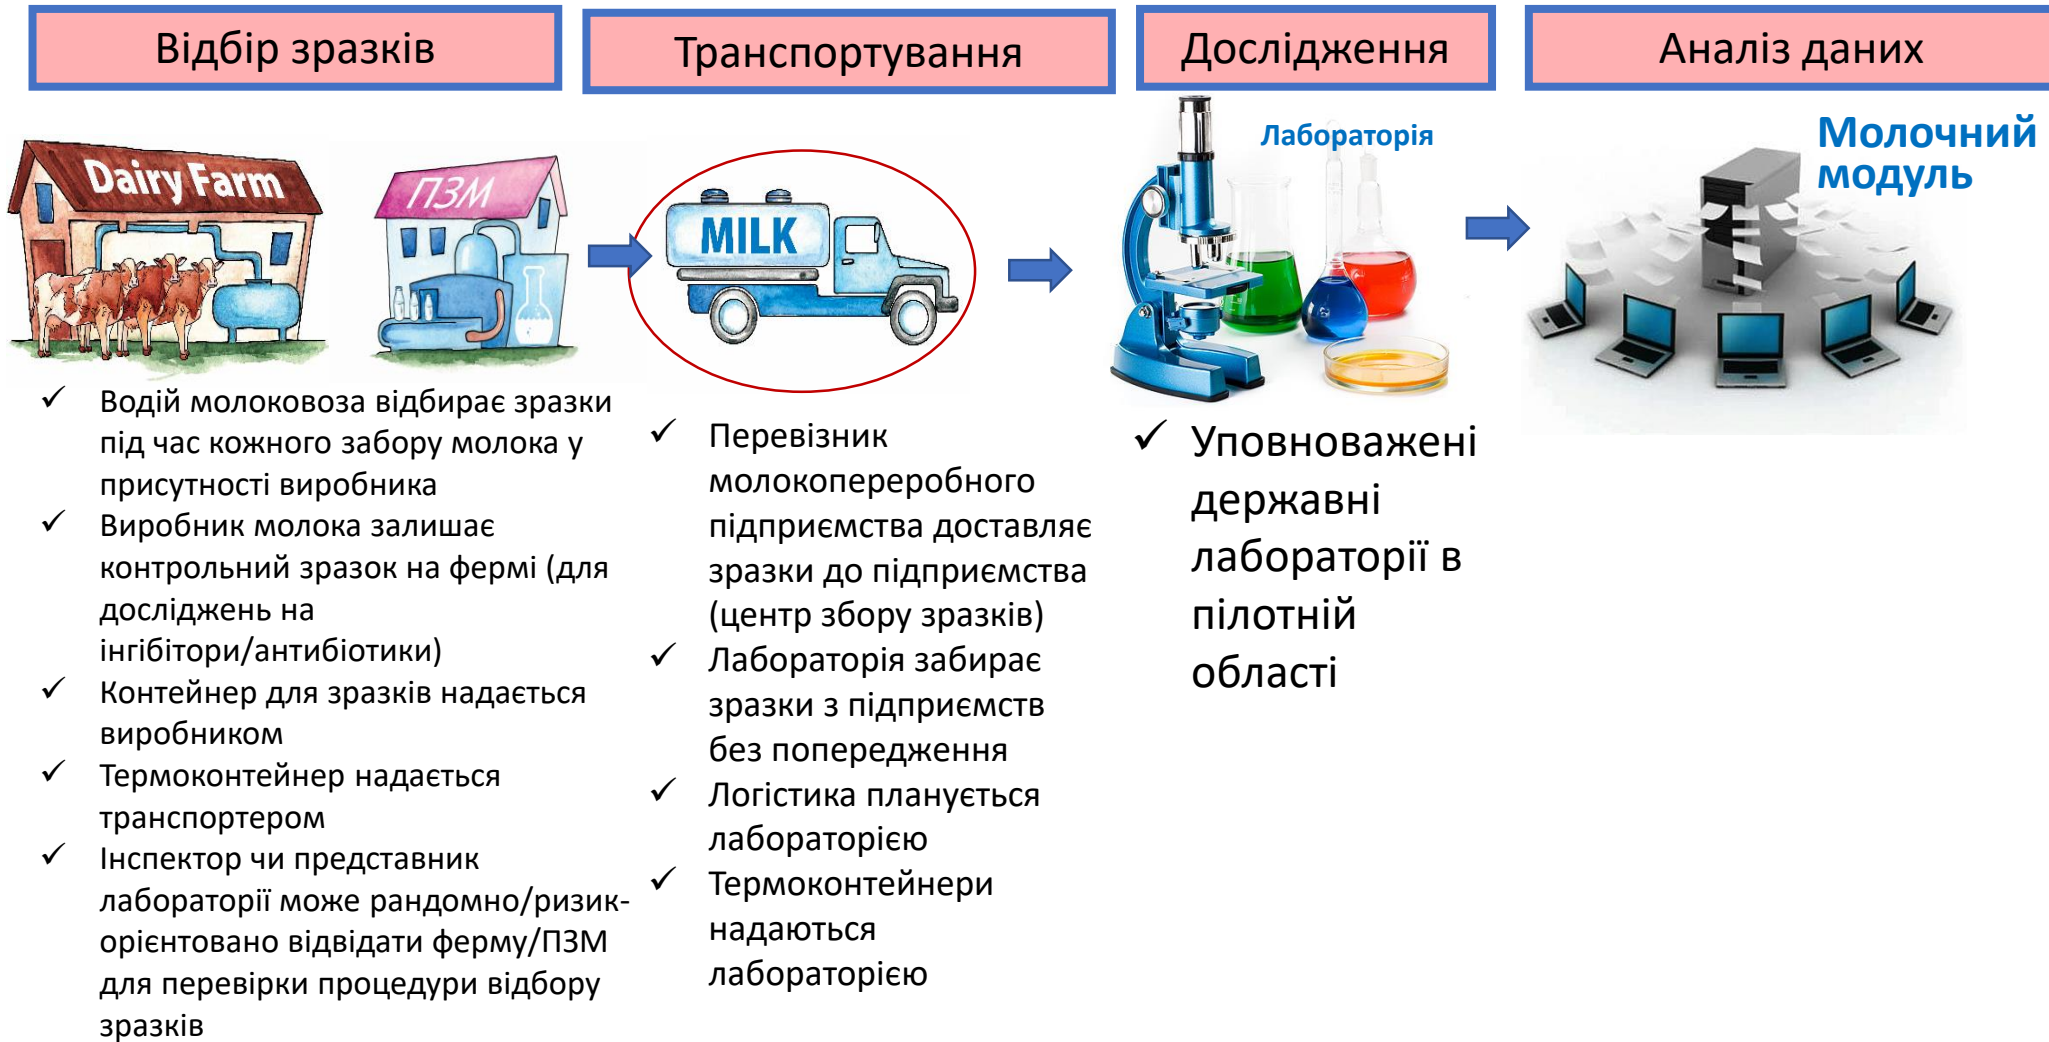 Відбір зразків
Транспортування
Дослідження
Аналіз даних
Dairy Farm
ПЗМ
MILK
Лабораторія
Молочний
модуль
✓ Водій молоковоза відбирає зразки
під час кожного забору молока у
присутності виробника
✓ Виробник молока залишає
контрольний зразок на фермі (для
досліджень на
інгібітори/антибіотики)
✓ Контейнер для зразків надається
виробником
✓ Термоконтейнер надається
транспортером
✓ Інспектор чи представник
лабораторії може рандомно/ризик-
орієнтовано відвідати ферму/ПЗМ
для перевірки процедури відбору
зразків
✓ Перевізник
молокопереробного
підприємства доставляє
зразки до підприємства
(центр збору зразків)
✓ Лабораторія забирає
зразки з підприємств
без попередження
✓ Логістика планується
лабораторією
✓ Термоконтейнери
надаються
лабораторією
✓ Уповноважені
державні
лабораторії в
пілотній
області